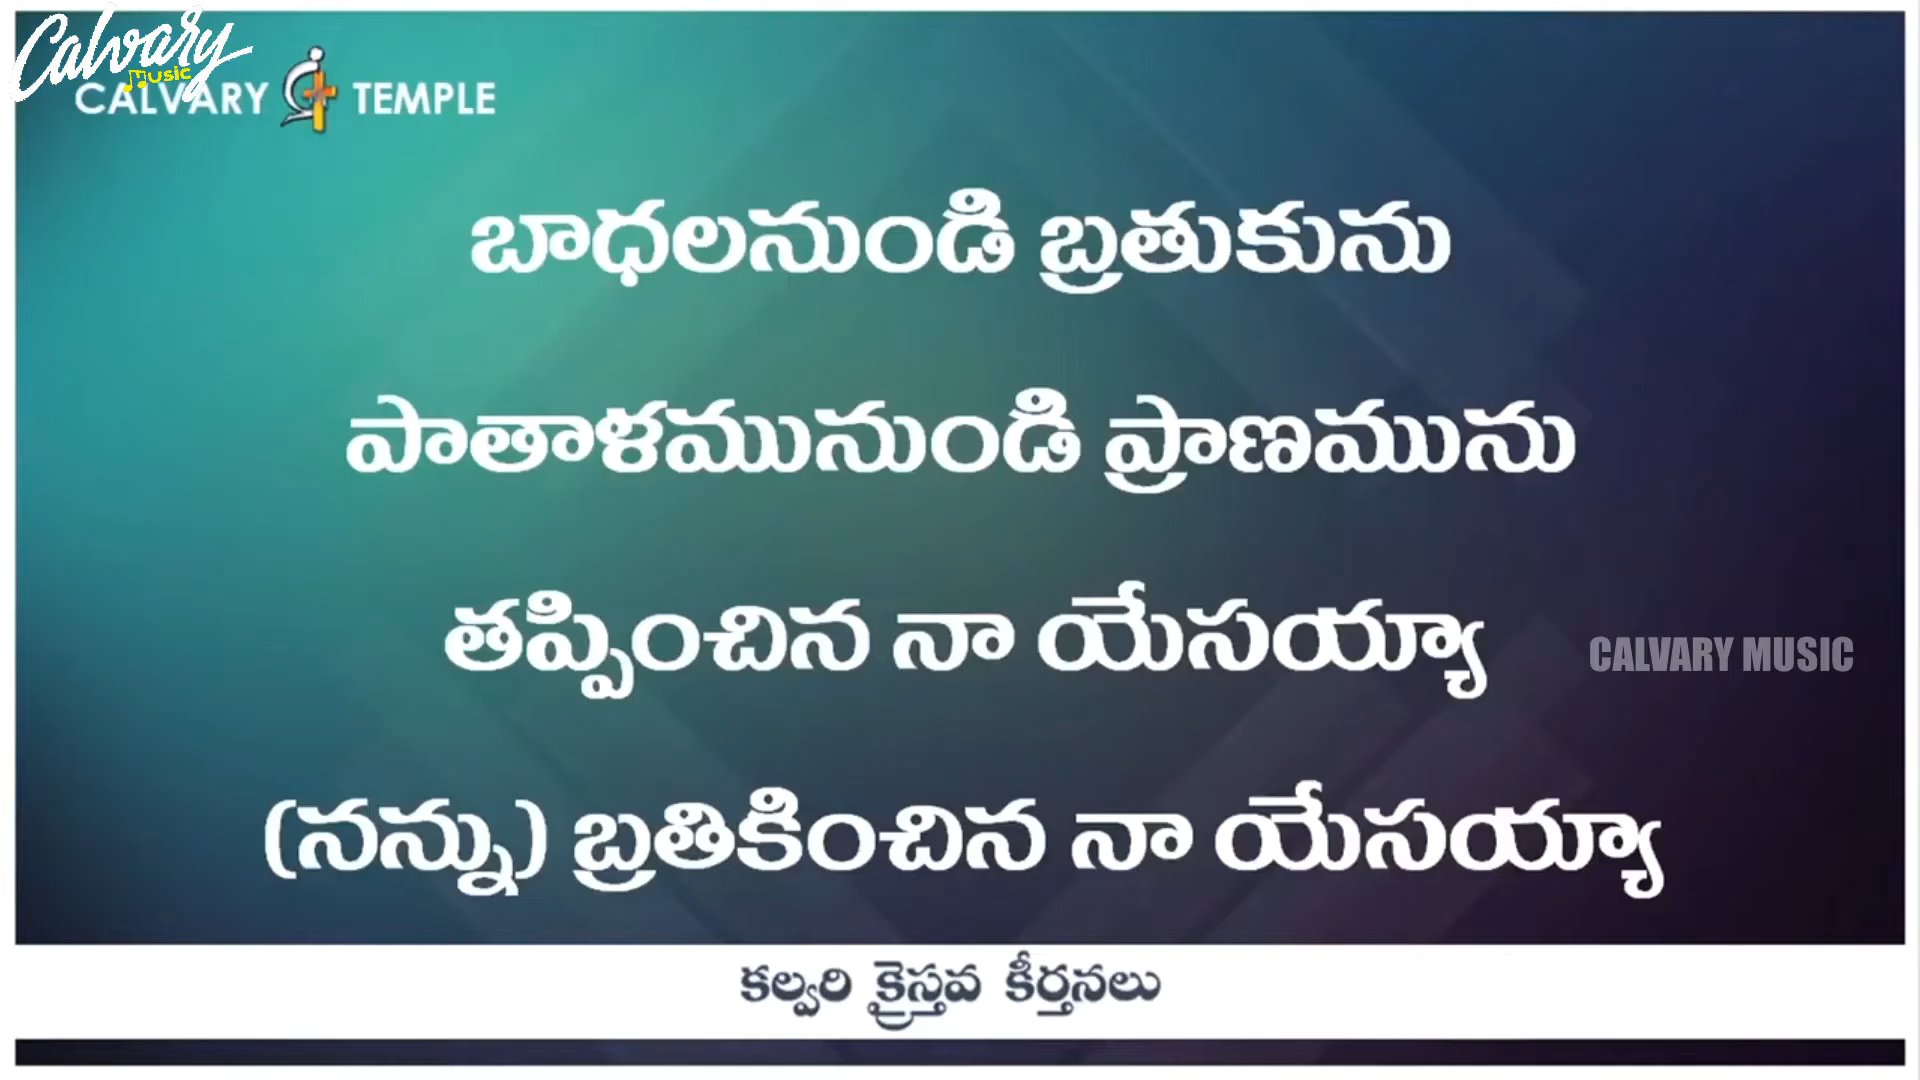 Calvary
Music
CALVARY TEMPLE
బాధలనుండి బ్రతుకును
పాతాళమునుండి ప్రాణమును
తప్పించిన నా యేసయ్యా
CALVARY MUSIC
(నన్ను) బ్రతికించిన నా యేసయ్యా
కల్వరి క్రైస్తవ కీర్తనలు